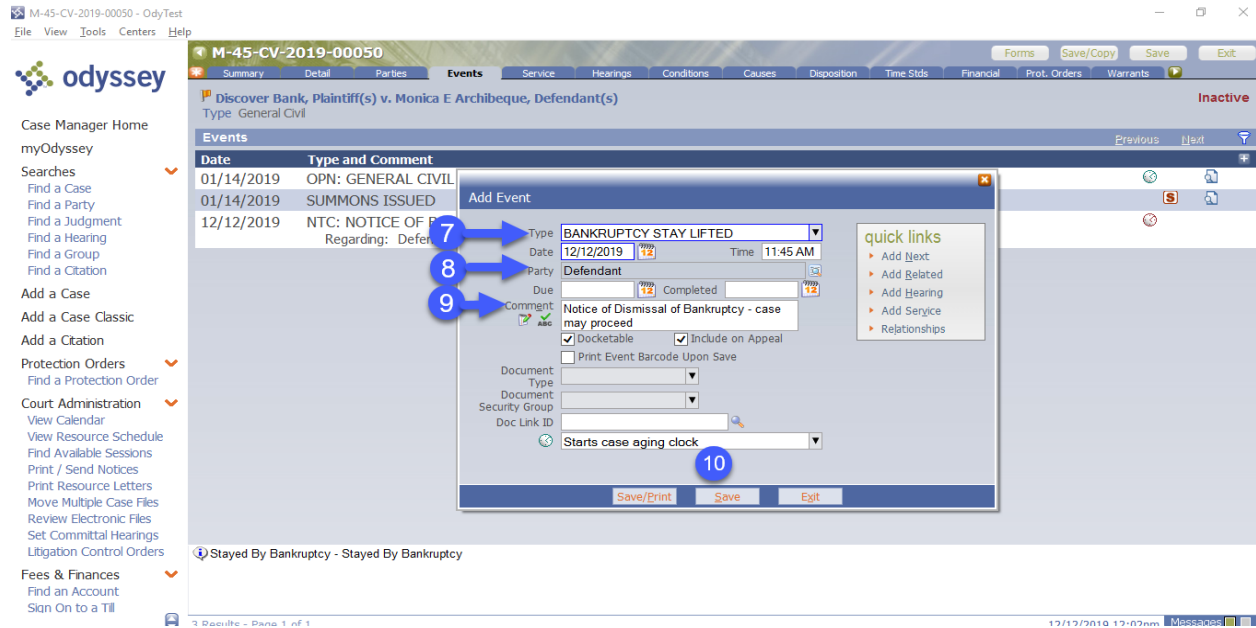 M-45-CV-2019-00050 - OdyTest
File View Tools Centers Help
odyssey
Case Manager Home
myOdyssey
Searches
Find a Case
Find a Party
Find a Judgment
Find a Hearing
Find a Group
Find a Citation
Add a Case
Add a Case Classic
Add a Citation
Protection Orders
Find a Protection Order
Court Administration
View Calendar
View Resource Schedule
Find Available Sessions
Print / Send Notices
Print Resource Letters
Move Multiple Case Files
Review Electronic Files
Set Committal Hearings
Litigation Control Orders
Fees & Finances
Find an Account
Sign On to a Till
M-45-CV-2019-00050 Forms Save/Copy Save Exit
Summary Detail Parties Events Service Hearings Conditions Causes Disposition Time Stds Financial Prot. Orders Warrants
Discover Bank, Plaintiff(s) v. Monica E Archibeque, Defendant(s) Inactive
Type General Civil
Events Previous Next
Date Type and Comment
01/14/2019 OPN: GENERAL CIVIL
01/14/2019 SUMMONS ISSUED S
12/12/2019 NTC: NOTICE OF
Regarding:
Add Event
7 Type BANKRUPTCY STAY LIFTED
Date 12/12/2019 12 Time 11:45 AM
8 Party Defendant
Due 12 Completed 12
9 Comment Notice of Dismissal of Bankruptcy - case
ABC may proceed
Docketable Include on Appeal
Print Event Barcode Upon Save
Document
Type
Document
Security Group
Doc Link ID
Starts case aging clock
10
Save/Print Save Exit
quick links
Add Next
Add Related
Add Hearing
Add Service
Relationships
Stayed By Bankruptcy - Stayed By Bankruptcy
3 Results - Page 1 of 1 12/12/2019 12:02pm Messages